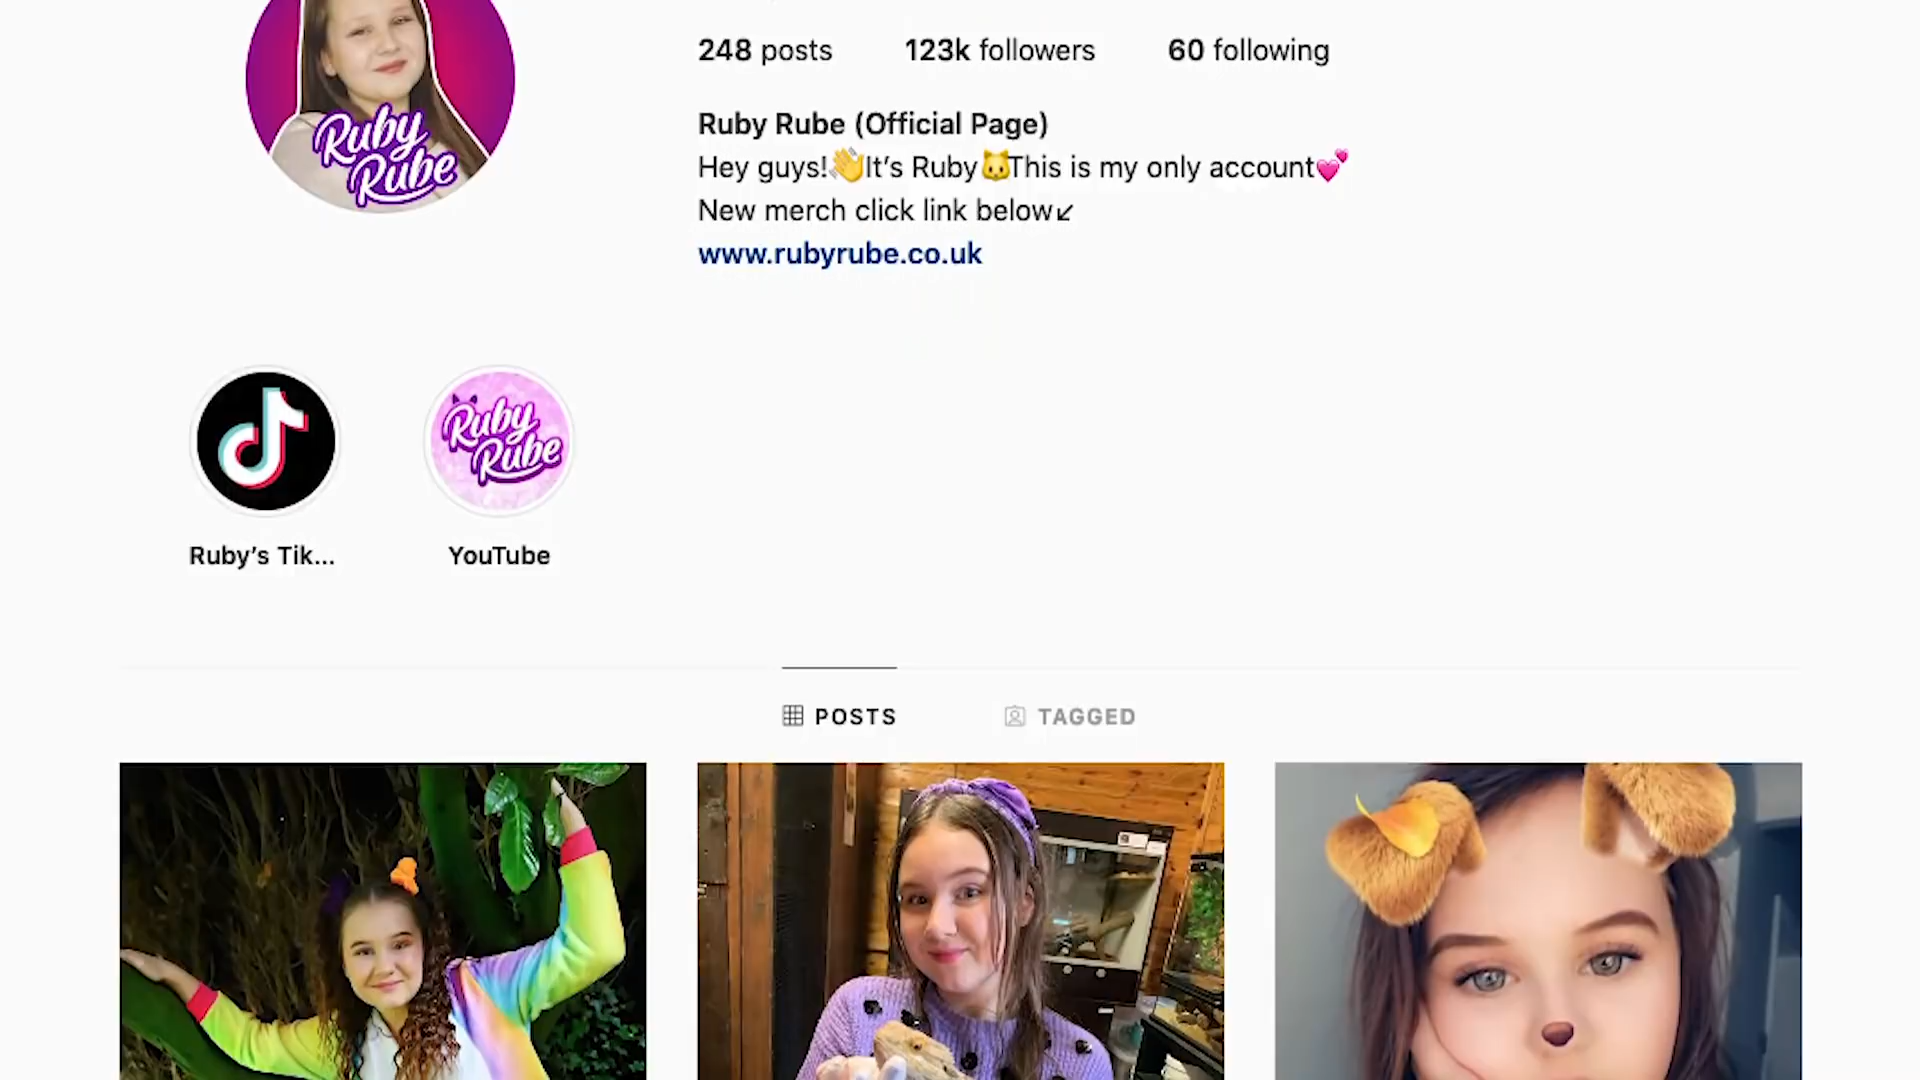 248 posts 123k followers 60 following
Ruby Rube (Official Page)
Hey guys!👋It’s Ruby🐱This is my only account💕
New merch click link below↙
www.rubyrube.co.uk
Ruby
Rube
Ruby
Rube
Ruby’s Tik...
YouTube
POSTS
TAGGED